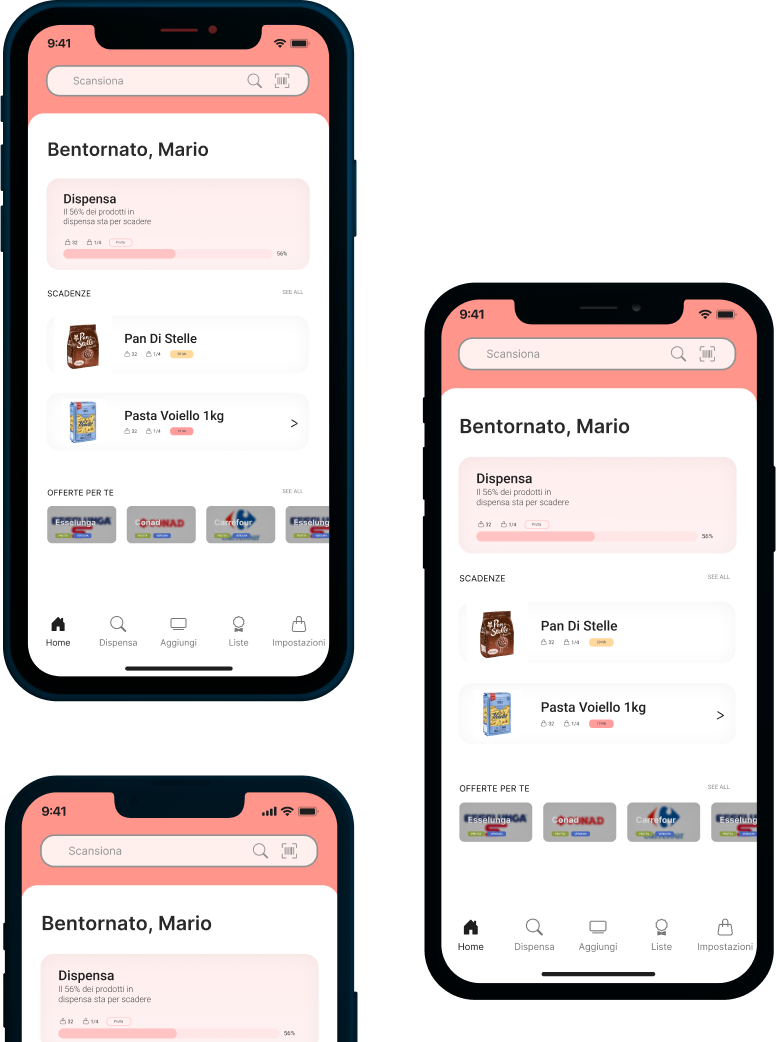 9:41
Scansiona
Bentornato, Mario
Dispensa
Il 56% dei prodotti in
dispensa sta per scadere
32 1/4 Frutta
56%
SCADENZE
SEE ALL
Pan Di Stelle
32 1/4
Pasta Voiello 1kg
32 1/4
>
OFFERTE PER TE
SEE ALL
Esselunga
Conad
Carrefour
Esselung
Home
Dispensa
Aggiungi
Liste
Impostazioni
9:41
Scansiona
Bentornato, Mario
Dispensa
Il 56% dei prodotti in
dispensa sta per scadere
32 1/4
56%
SCADENZE
SEE ALL
Pan Di Stelle
32 1/4
Pasta Voiello 1kg
32 1/4
>
OFFERTE PER TE
SEE ALL
Esselunga
Conad
Carrefour
Esselung
Home
Dispensa
Aggiungi
Liste
Impostazioni
9:41
Scansiona
Bentornato, Mario
Dispensa
Il 56% dei prodotti in
dispensa sta per scadere
32 1/4
56%